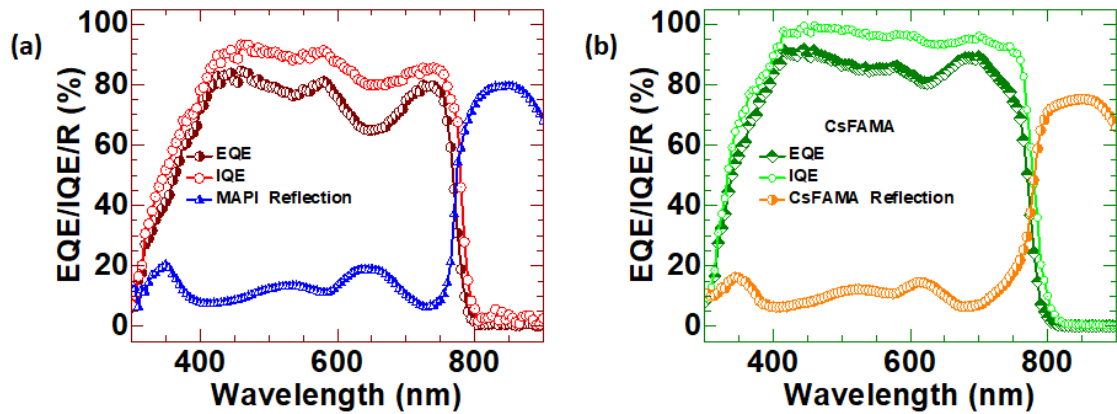 (a)
EQE/IQE/R (%)
100
80
60
40
20
0
EQE
IQE
MAPI Reflection
400
600
800
Wavelength (nm)
(b)
EQE/IQE/R (%)
100
80
60
40
20
0
CsFAMA
EQE
IQE
CsFAMA Reflection
400
600
800
Wavelength (nm)